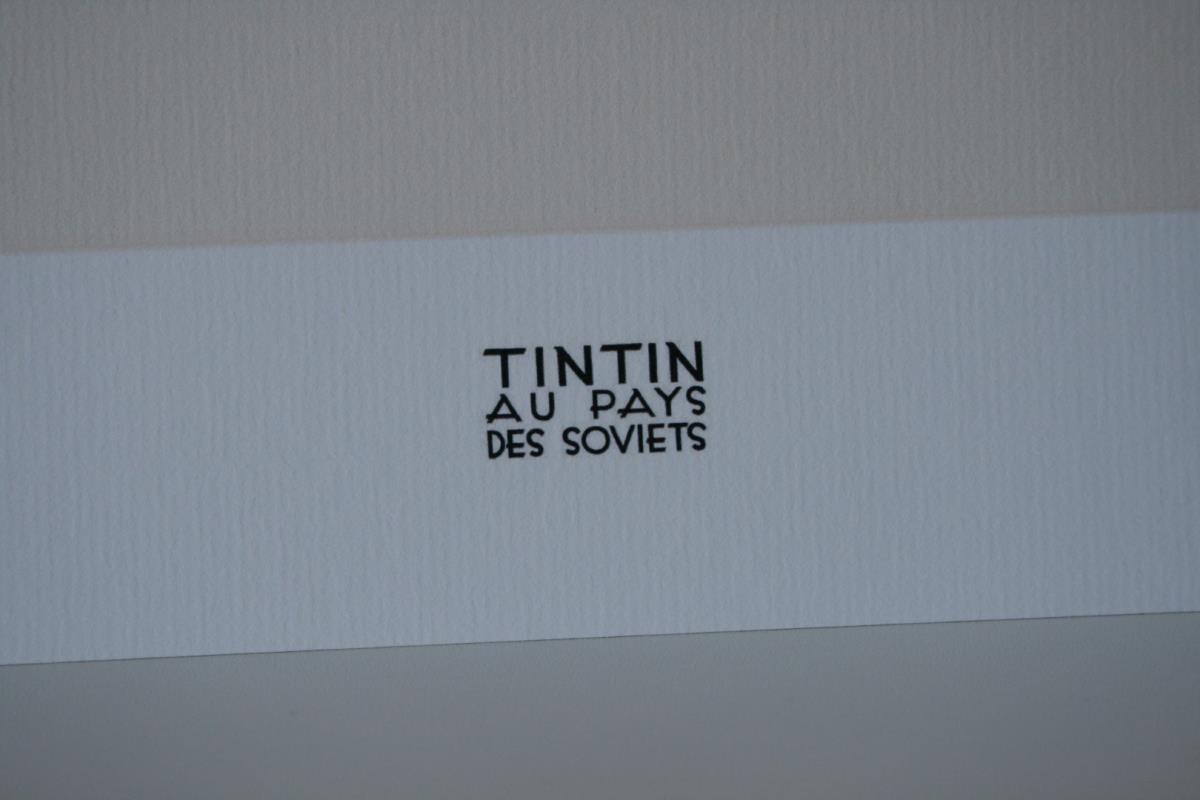 TINTIN
AU PAYS
DES SOVIETS